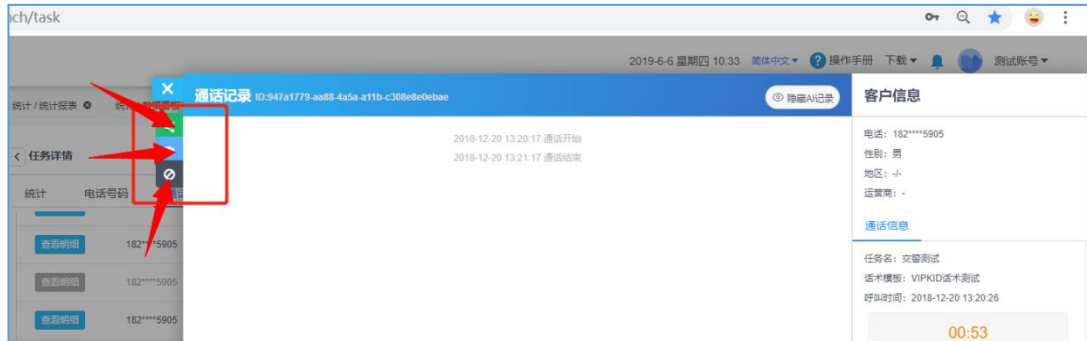 nch/task
2019-6-6 星期四 10:33 简体中文 操作手册 下载 测试账号
统计 / 统计报表
通话记录 ID:947a1779-aa88-4a5a-a11b-c308e8e0ebae
隐藏AI记录
客户信息
2018-12-20 13:20:17 通话开始
2018-12-20 13:21:17 通话结束
电话：182****5905
性别：男
地区：-/-
运营商：-
任务详情
统计 电话号码
通话信息
查看明细 182****5905
查看明细 182****5905
查看明细 182****5905
任务名：交警测试
话术模板：VIPKID话术测试
呼叫时间：2018-12-20 13:20:26
00:53